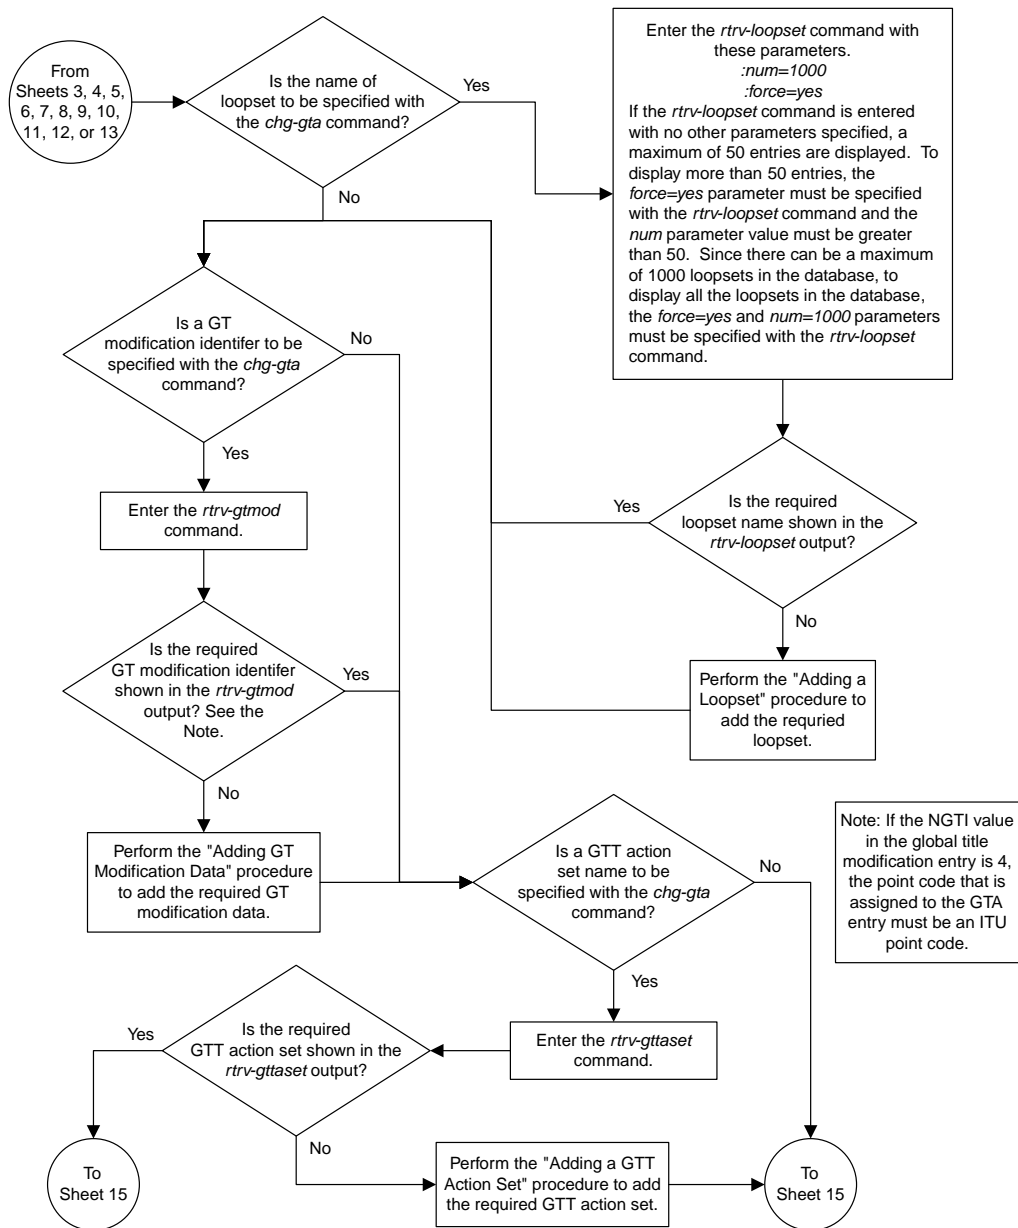 From
Sheets 3, 4, 5,
6, 7, 8, 9, 10,
11, 12, or 13
Is the name of
loopset to be specified with
the chg-gta command?
Yes
No
Enter the rtrv-loopset command with
these parameters.
:num=1000
:force=yes
If the rtrv-loopset command is entered
with no other parameters specified, a
maximum of 50 entries are displayed. To
display more than 50 entries, the
force=yes parameter must be specified
with the rtrv-loopset command and the
num parameter value must be greater
than 50. Since there can be a maximum
of 1000 loopsets in the database, to
display all the loopsets in the database,
the force=yes and num=1000 parameters
must be specified with the rtrv-loopset
command.
Is a GT
modification identifer to be
specified with the chg-gta
command?
No
Yes
Enter the rtrv-gtmod
command.
Is the required
loopset name shown in the
rtrv-loopset output?
Yes
No
Is the required
GT modification identifer
shown in the rtrv-gtmod
output? See the
Note.
Yes
No
Perform the "Adding a
Loopset" procedure to
add the requried
loopset.
Perform the "Adding GT
Modification Data" procedure
to add the required GT
modification data.
Is a GTT action
set name to be
specified with the chg-gta
command?
No
Yes
Note: If the NGTI value
in the global title
modification entry is 4,
the point code that is
assigned to the GTA
entry must be an ITU
point code.
Enter the rtrv-gttaset
command.
Is the required
GTT action set shown in the
rtrv-gttaset output?
Yes
No
To
Sheet 15
Perform the "Adding a GTT
Action Set" procedure to add
the required GTT action set.
To
Sheet 15